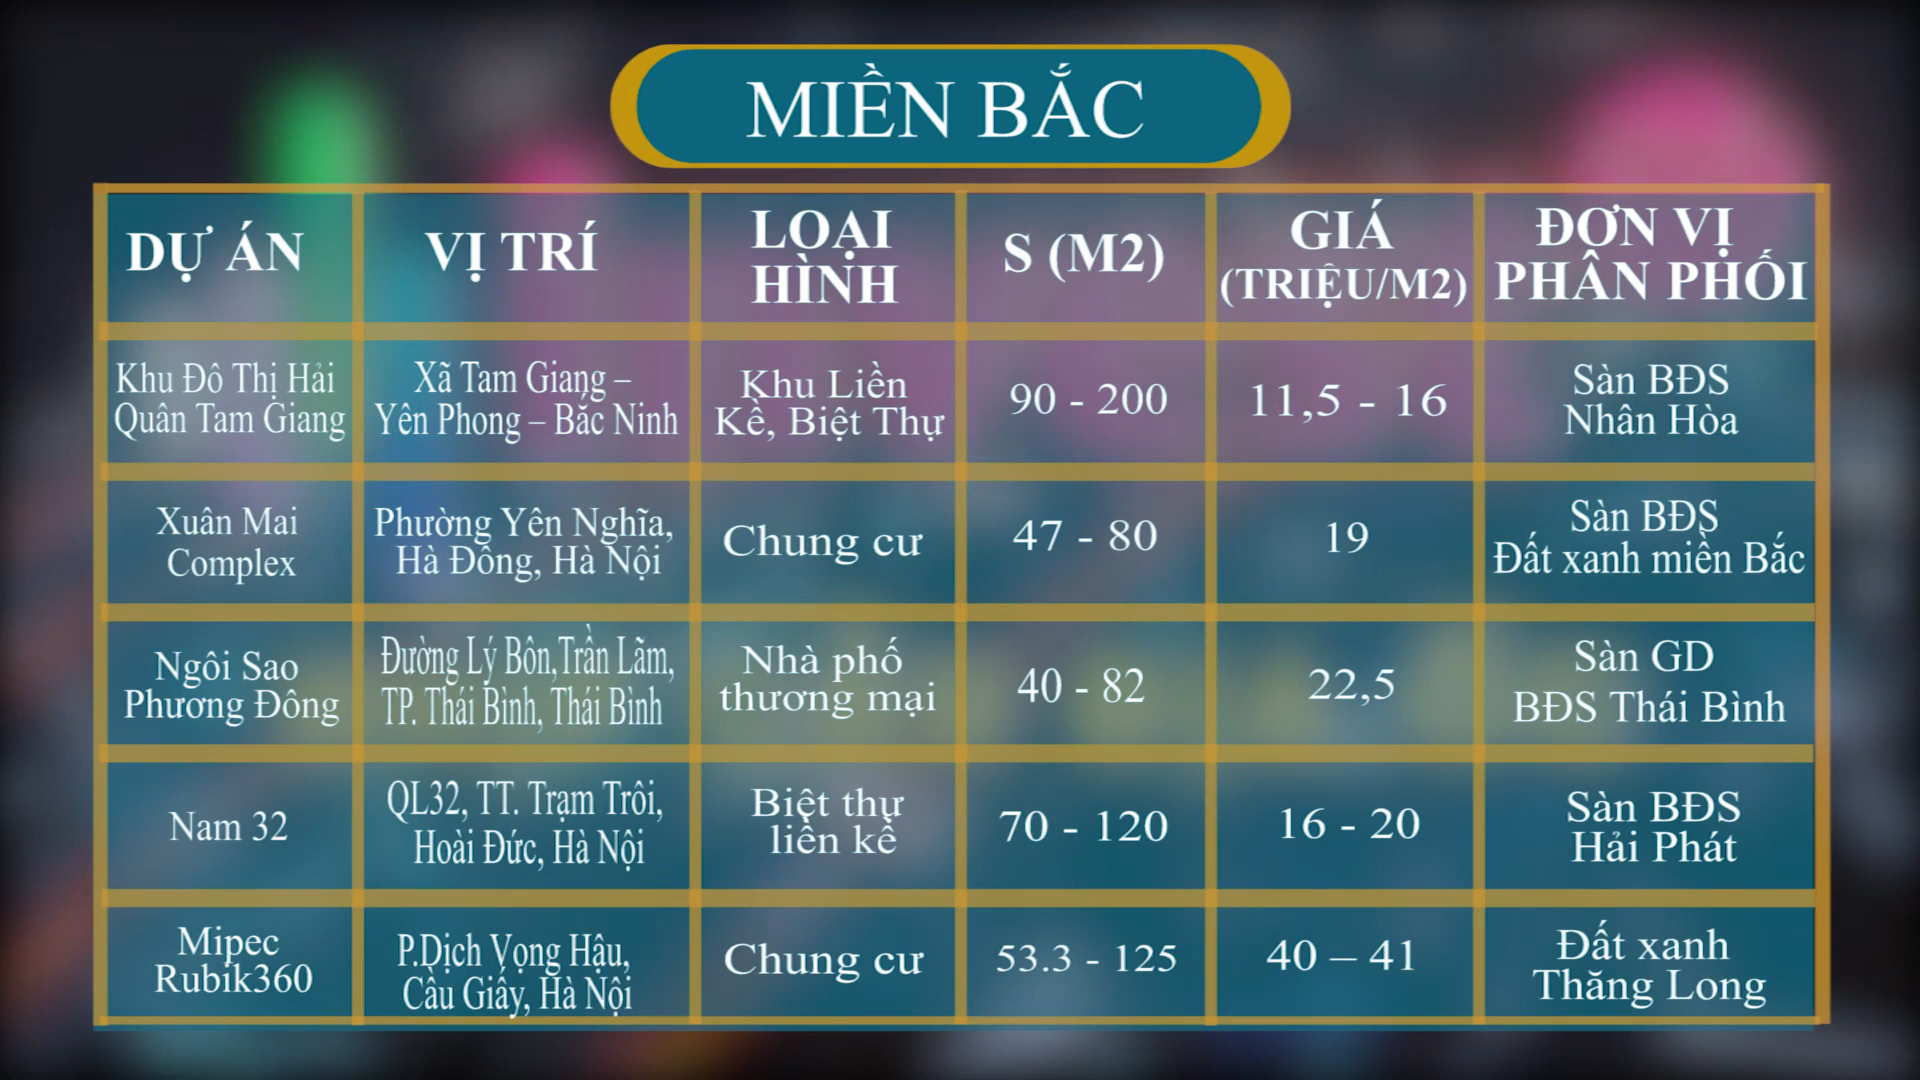 MIỀN BẮC
DỰ ÁN
VỊ TRÍ
LOẠI
HÌNH
S (M2)
GIÁ
(TRIỆU/M2)
ĐƠN VỊ
PHÂN PHỐI
Khu Đô Thị Hải
Quân Tam Giang
Xã Tam Giang –
Yên Phong – Bắc Ninh
Khu Liền
Kề, Biệt Thự
90 - 200
11,5 - 16
Sàn BĐS
Nhân Hòa
Xuân Mai
Complex
Phường Yên Nghĩa,
Hà Đông, Hà Nội
Chung cư
47 - 80
19
Sàn BĐS
Đất xanh miền Bắc
Ngôi Sao
Phương Đông
Đường Lý Bôn,Trần Lãm,
TP. Thái Bình, Thái Bình
Nhà phố
thương mại
40 - 82
22,5
Sàn GD
BĐS Thái Bình
Nam 32
QL32, TT. Trạm Trôi,
Hoài Đức, Hà Nội
Biệt thự
liền kề
70 - 120
16 - 20
Sàn BĐS
Hải Phát
Mipec
Rubik360
P.Dịch Vọng Hậu,
Cầu Giấy, Hà Nội
Chung cư
53.3 - 125
40 – 41
Đất xanh
Thăng Long